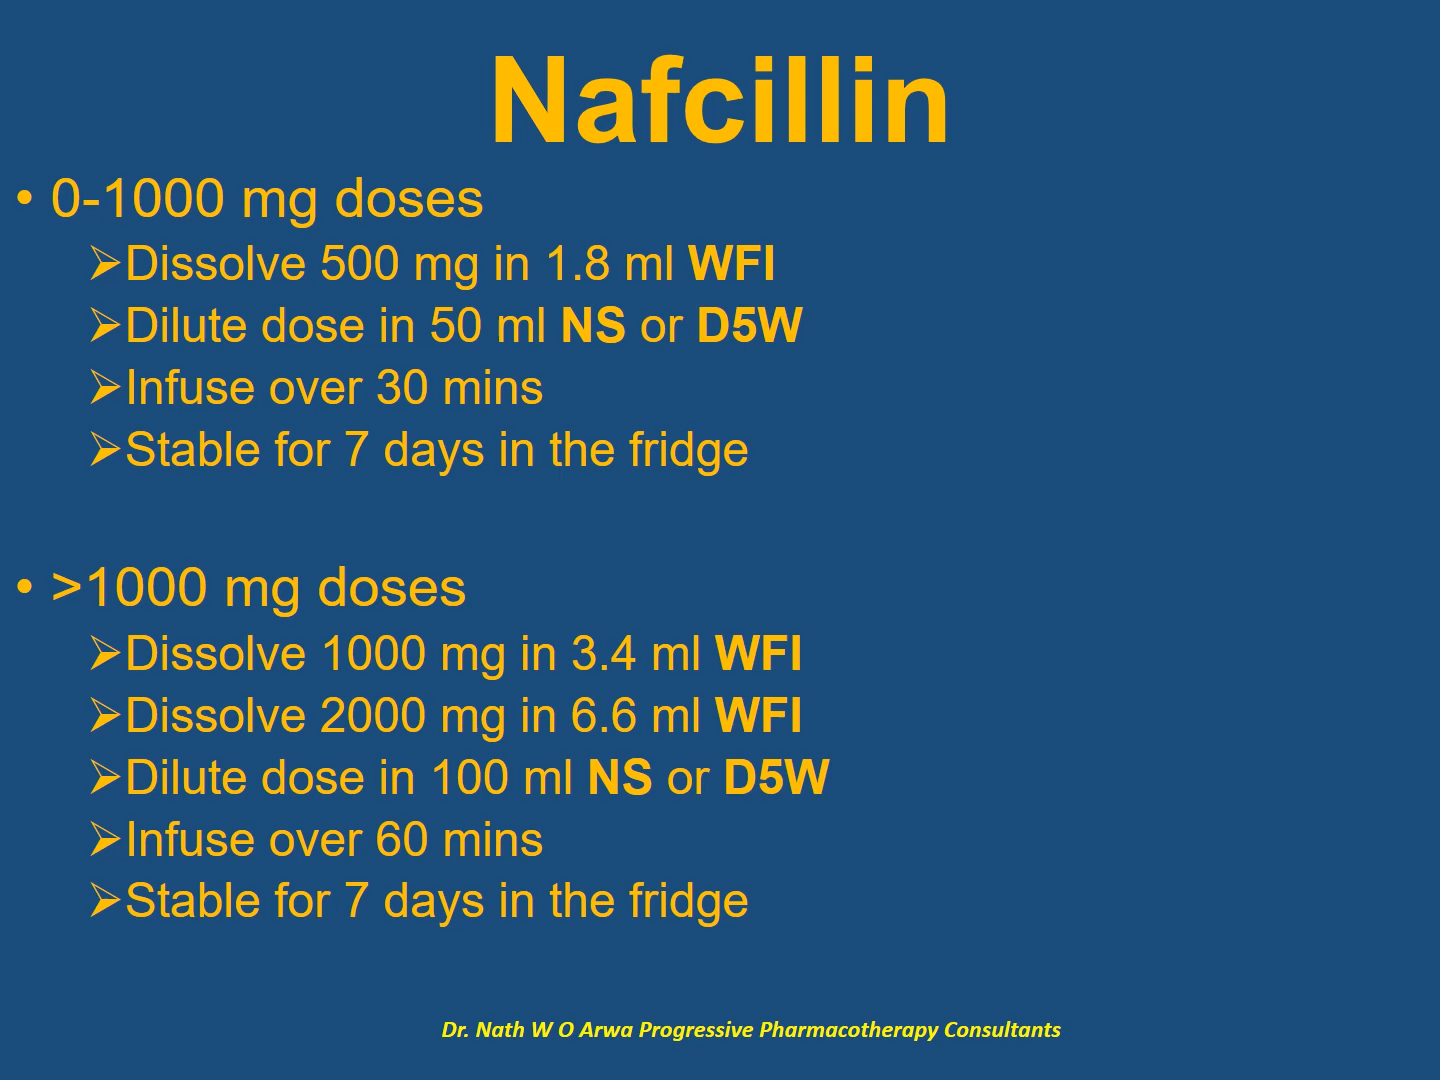 Nafcillin
• 0-1000 mg doses
➢Dissolve 500 mg in 1.8 ml WFI
➢Dilute dose in 50 ml NS or D5W
➢Infuse over 30 mins
➢Stable for 7 days in the fridge
• >1000 mg doses
➢Dissolve 1000 mg in 3.4 ml WFI
➢Dissolve 2000 mg in 6.6 ml WFI
➢Dilute dose in 100 ml NS or D5W
➢Infuse over 60 mins
➢Stable for 7 days in the fridge
Dr. Nath W O Arwa Progressive Pharmacotherapy Consultants